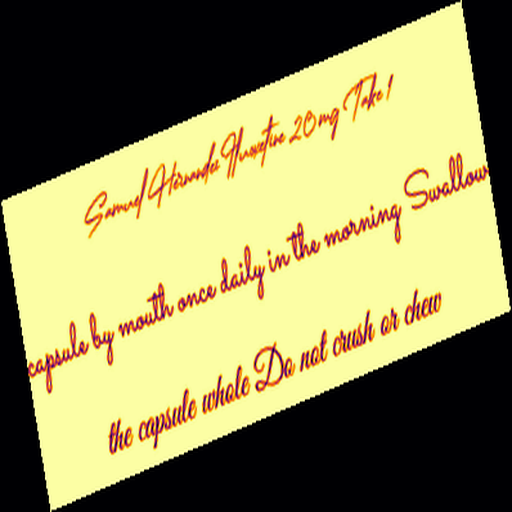 Samuel Hernandez Fluoxetine 20mg Take 1
capsule by mouth once daily in the morning Swallow
the capsule whole Do not crush or chew